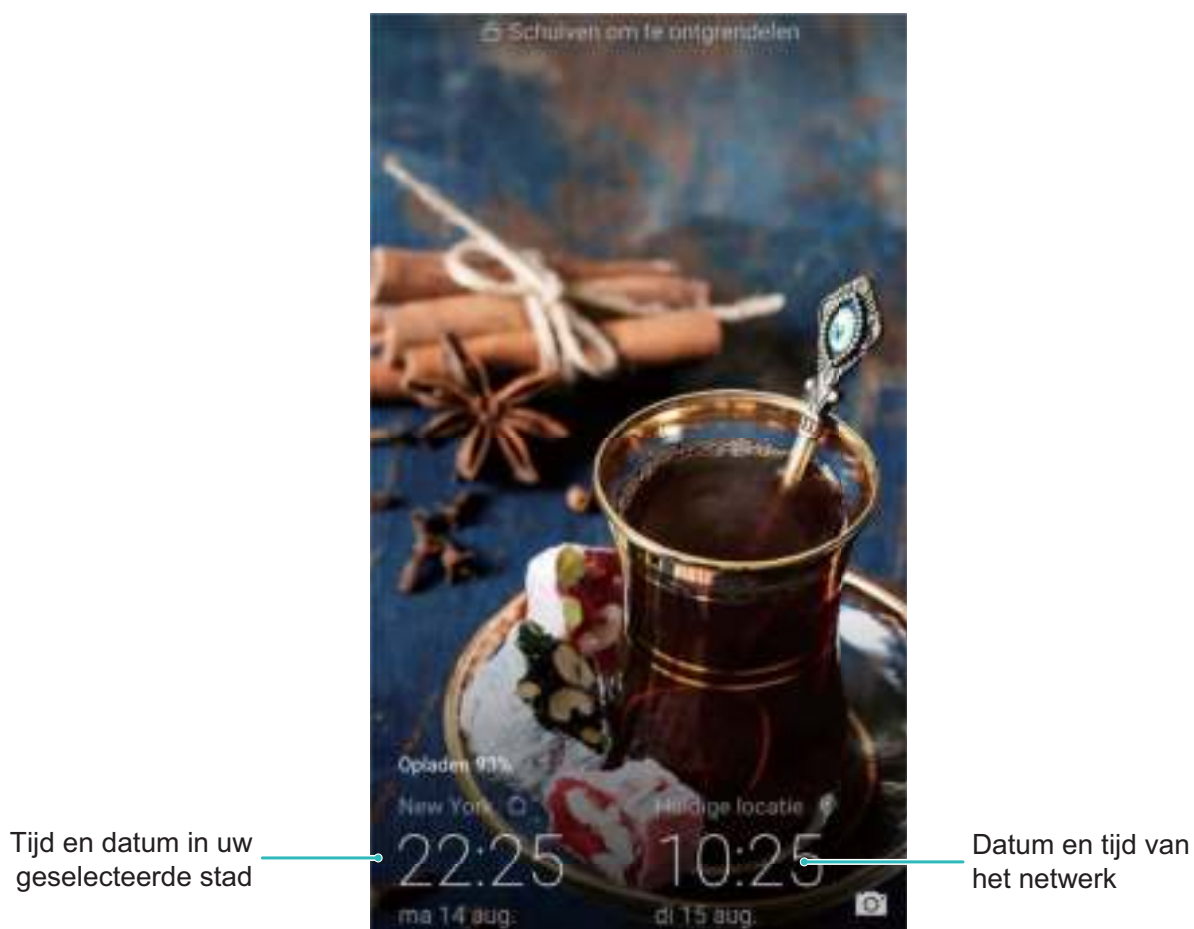 Schuiven om te ontgrendelen
Opladen 93%
New York
Huidige locatie
22:25
10:25
ma 14 aug.
di 15 aug.
Tijd en datum in uw
geselecteerde stad
Datum en tijd van
het netwerk